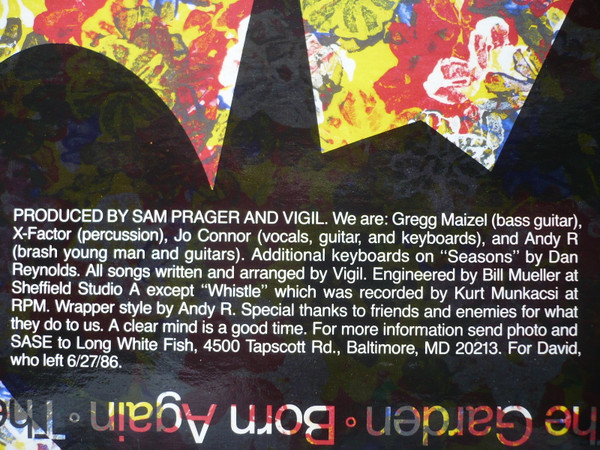 PRODUCED BY SAM PRAGER AND VIGIL. We are: Gregg Maizel (bass guitar),
X-Factor (percussion), Jo Connor (vocals, guitar, and keyboards), and Andy R
(brash young man and guitars). Additional keyboards on "Seasons" by Dan
Reynolds. All songs written and arranged by Vigil. Engineered by Bill Mueller at
Sheffield Studio A except "Whistle" which was recorded by Kurt Munkacsi at
RPM. Wrapper style by Andy R. Special thanks to friends and enemies for what
they do to us. A clear mind is a good time. For more information send photo and
SASE to Long White Fish, 4500 Tapscott Rd., Baltimore, MD 20213. For David,
who left 6/27/86.
The Garden • Born Again • The